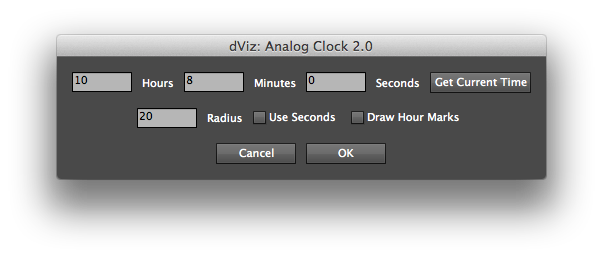 dViz: Analog Clock 2.0
10 Hours 8 Minutes 0 Seconds Get Current Time
20 Radius Use Seconds Draw Hour Marks
Cancel OK